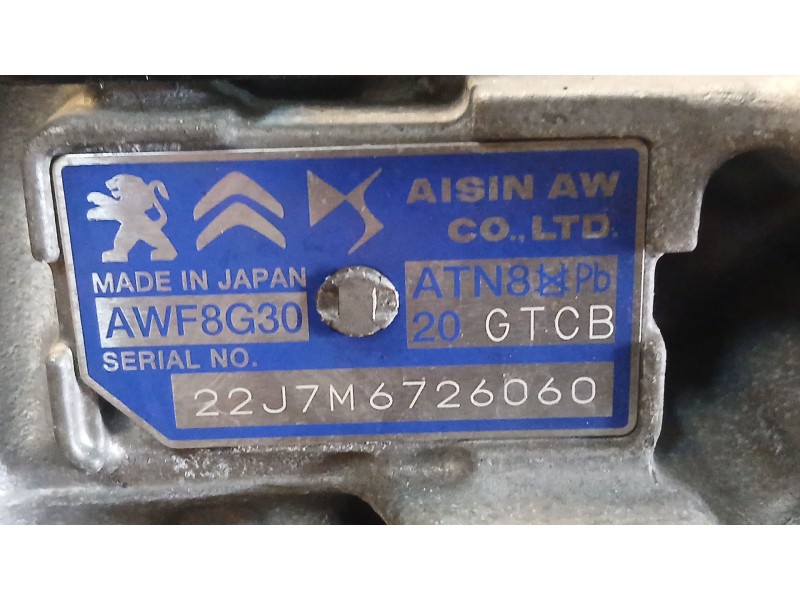 AISIN AW
CO., LTD.
MADE IN JAPAN
ATN8 Pb
AWF8G30
20 GTCB
SERIAL NO.
22J7M6726060